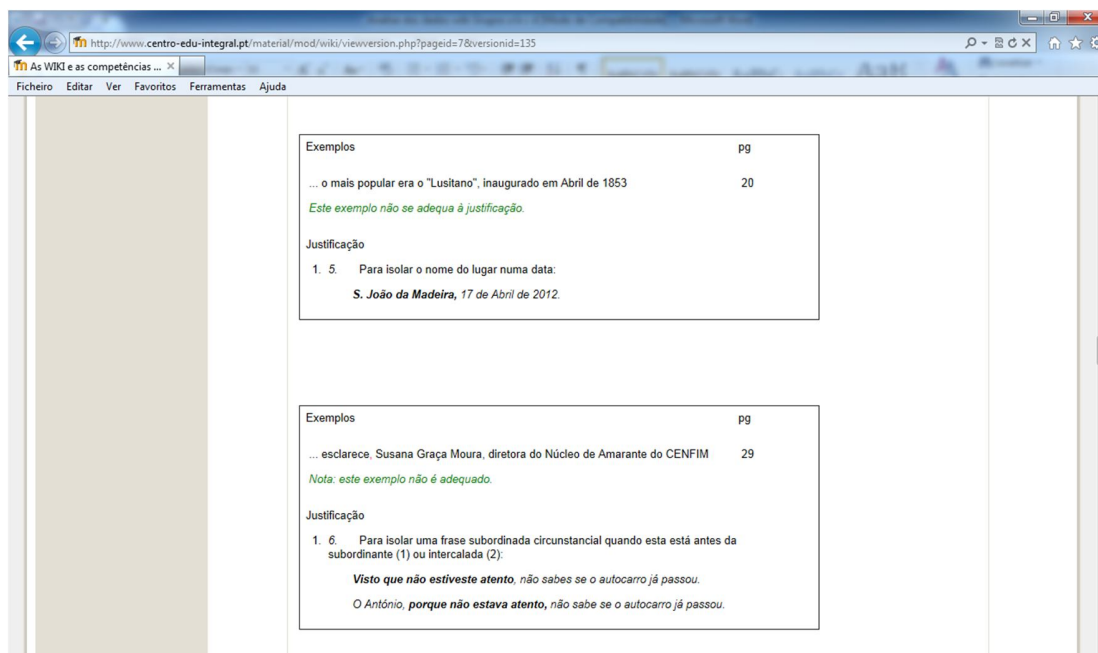 http://www.centro-edu-integral.pt/material/mod/wiki/viewversion.php?pageid=7&versionid=135
As WIKI e as competências ...
Ficheiro Editar Ver Favoritos Ferramentas Ajuda
Exemplos pg
... o mais popular era o "Lusitano", inaugurado em Abril de 1853 20
Este exemplo não se adequa à justificação.
Justificação
1. 5. Para isolar o nome do lugar numa data:
S. João da Madeira, 17 de Abril de 2012.
Exemplos pg
... esclarece, Susana Graça Moura, diretora do Núcleo de Amarante do CENFIM 29
Nota: este exemplo não é adequado.
Justificação
1. 6. Para isolar uma frase subordinada circunstancial quando esta está antes da
subordinante (1) ou intercalada (2):
Visto que não estiveste atento, não sabes se o autocarro já passou.
O António, porque não estava atento, não sabe se o autocarro já passou.